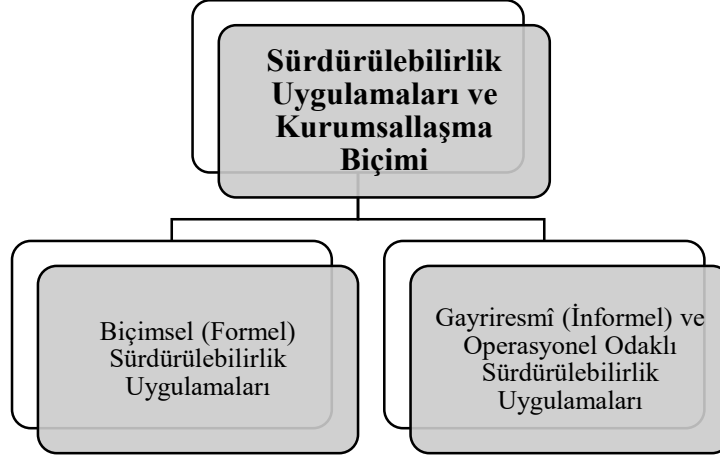 Sürdürülebilirlik
Uygulamaları ve
Kurumsallaşma
Biçimi
Biçimsel (Formel)
Sürdürülebilirlik
Uygulamaları
Gayriresmî (İnformel) ve
Operasyonel Odaklı
Sürdürülebilirlik
Uygulamaları